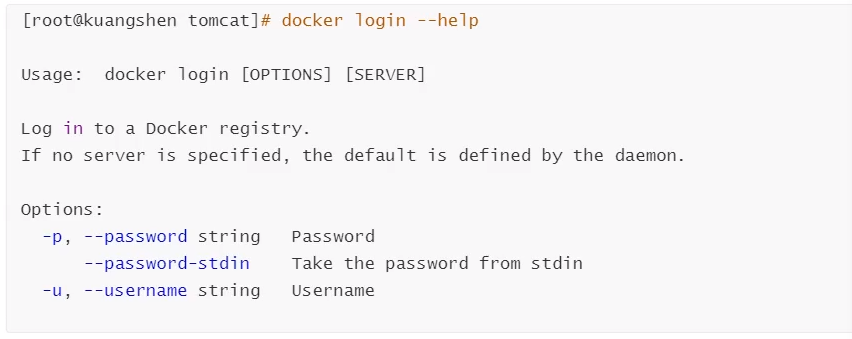 [root@kuangshen tomcat]# docker login --help
Usage:  docker login [OPTIONS] [SERVER]
Log in to a Docker registry.
If no server is specified, the default is defined by the daemon.
Options:
  -p, --password string   Password
      --password-stdin    Take the password from stdin
  -u, --username string   Username